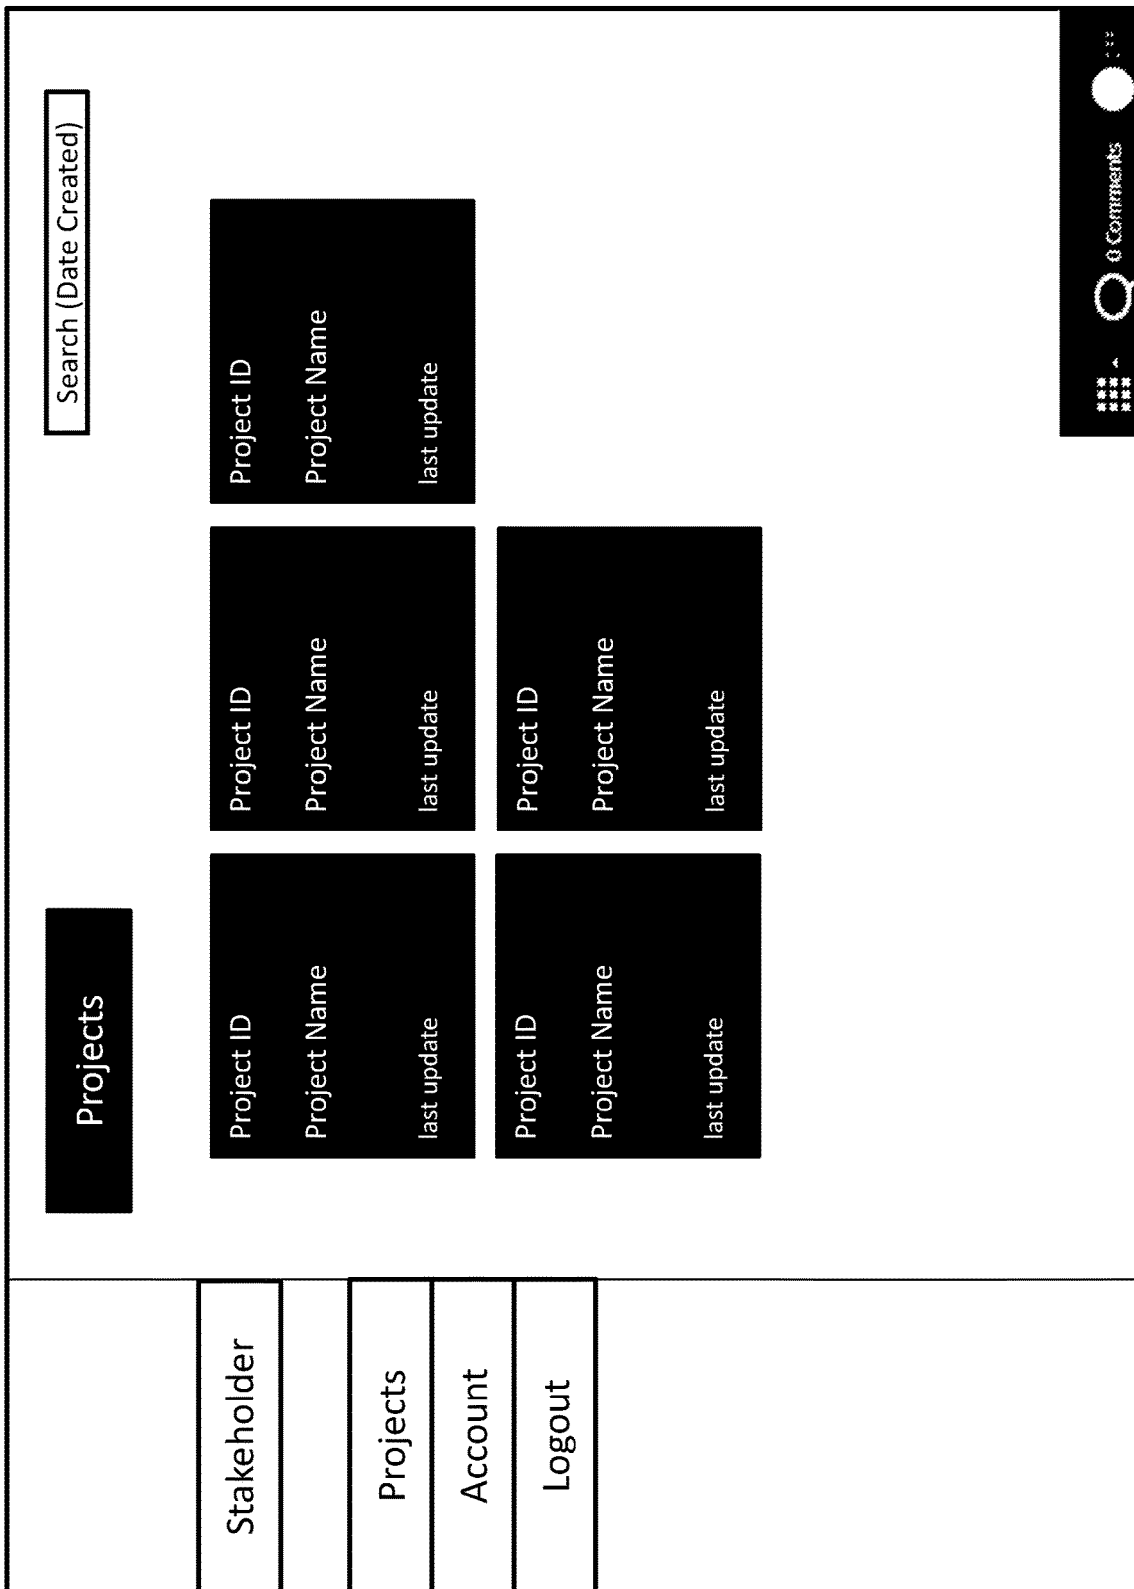 Projects
Search (Date Created)
Stakeholder
Projects
Account
Logout
Project ID
Project Name
last update
Project ID
Project Name
last update
Project ID
Project Name
last update
Project ID
Project Name
last update
Project ID
Project Name
last update
0 Comments